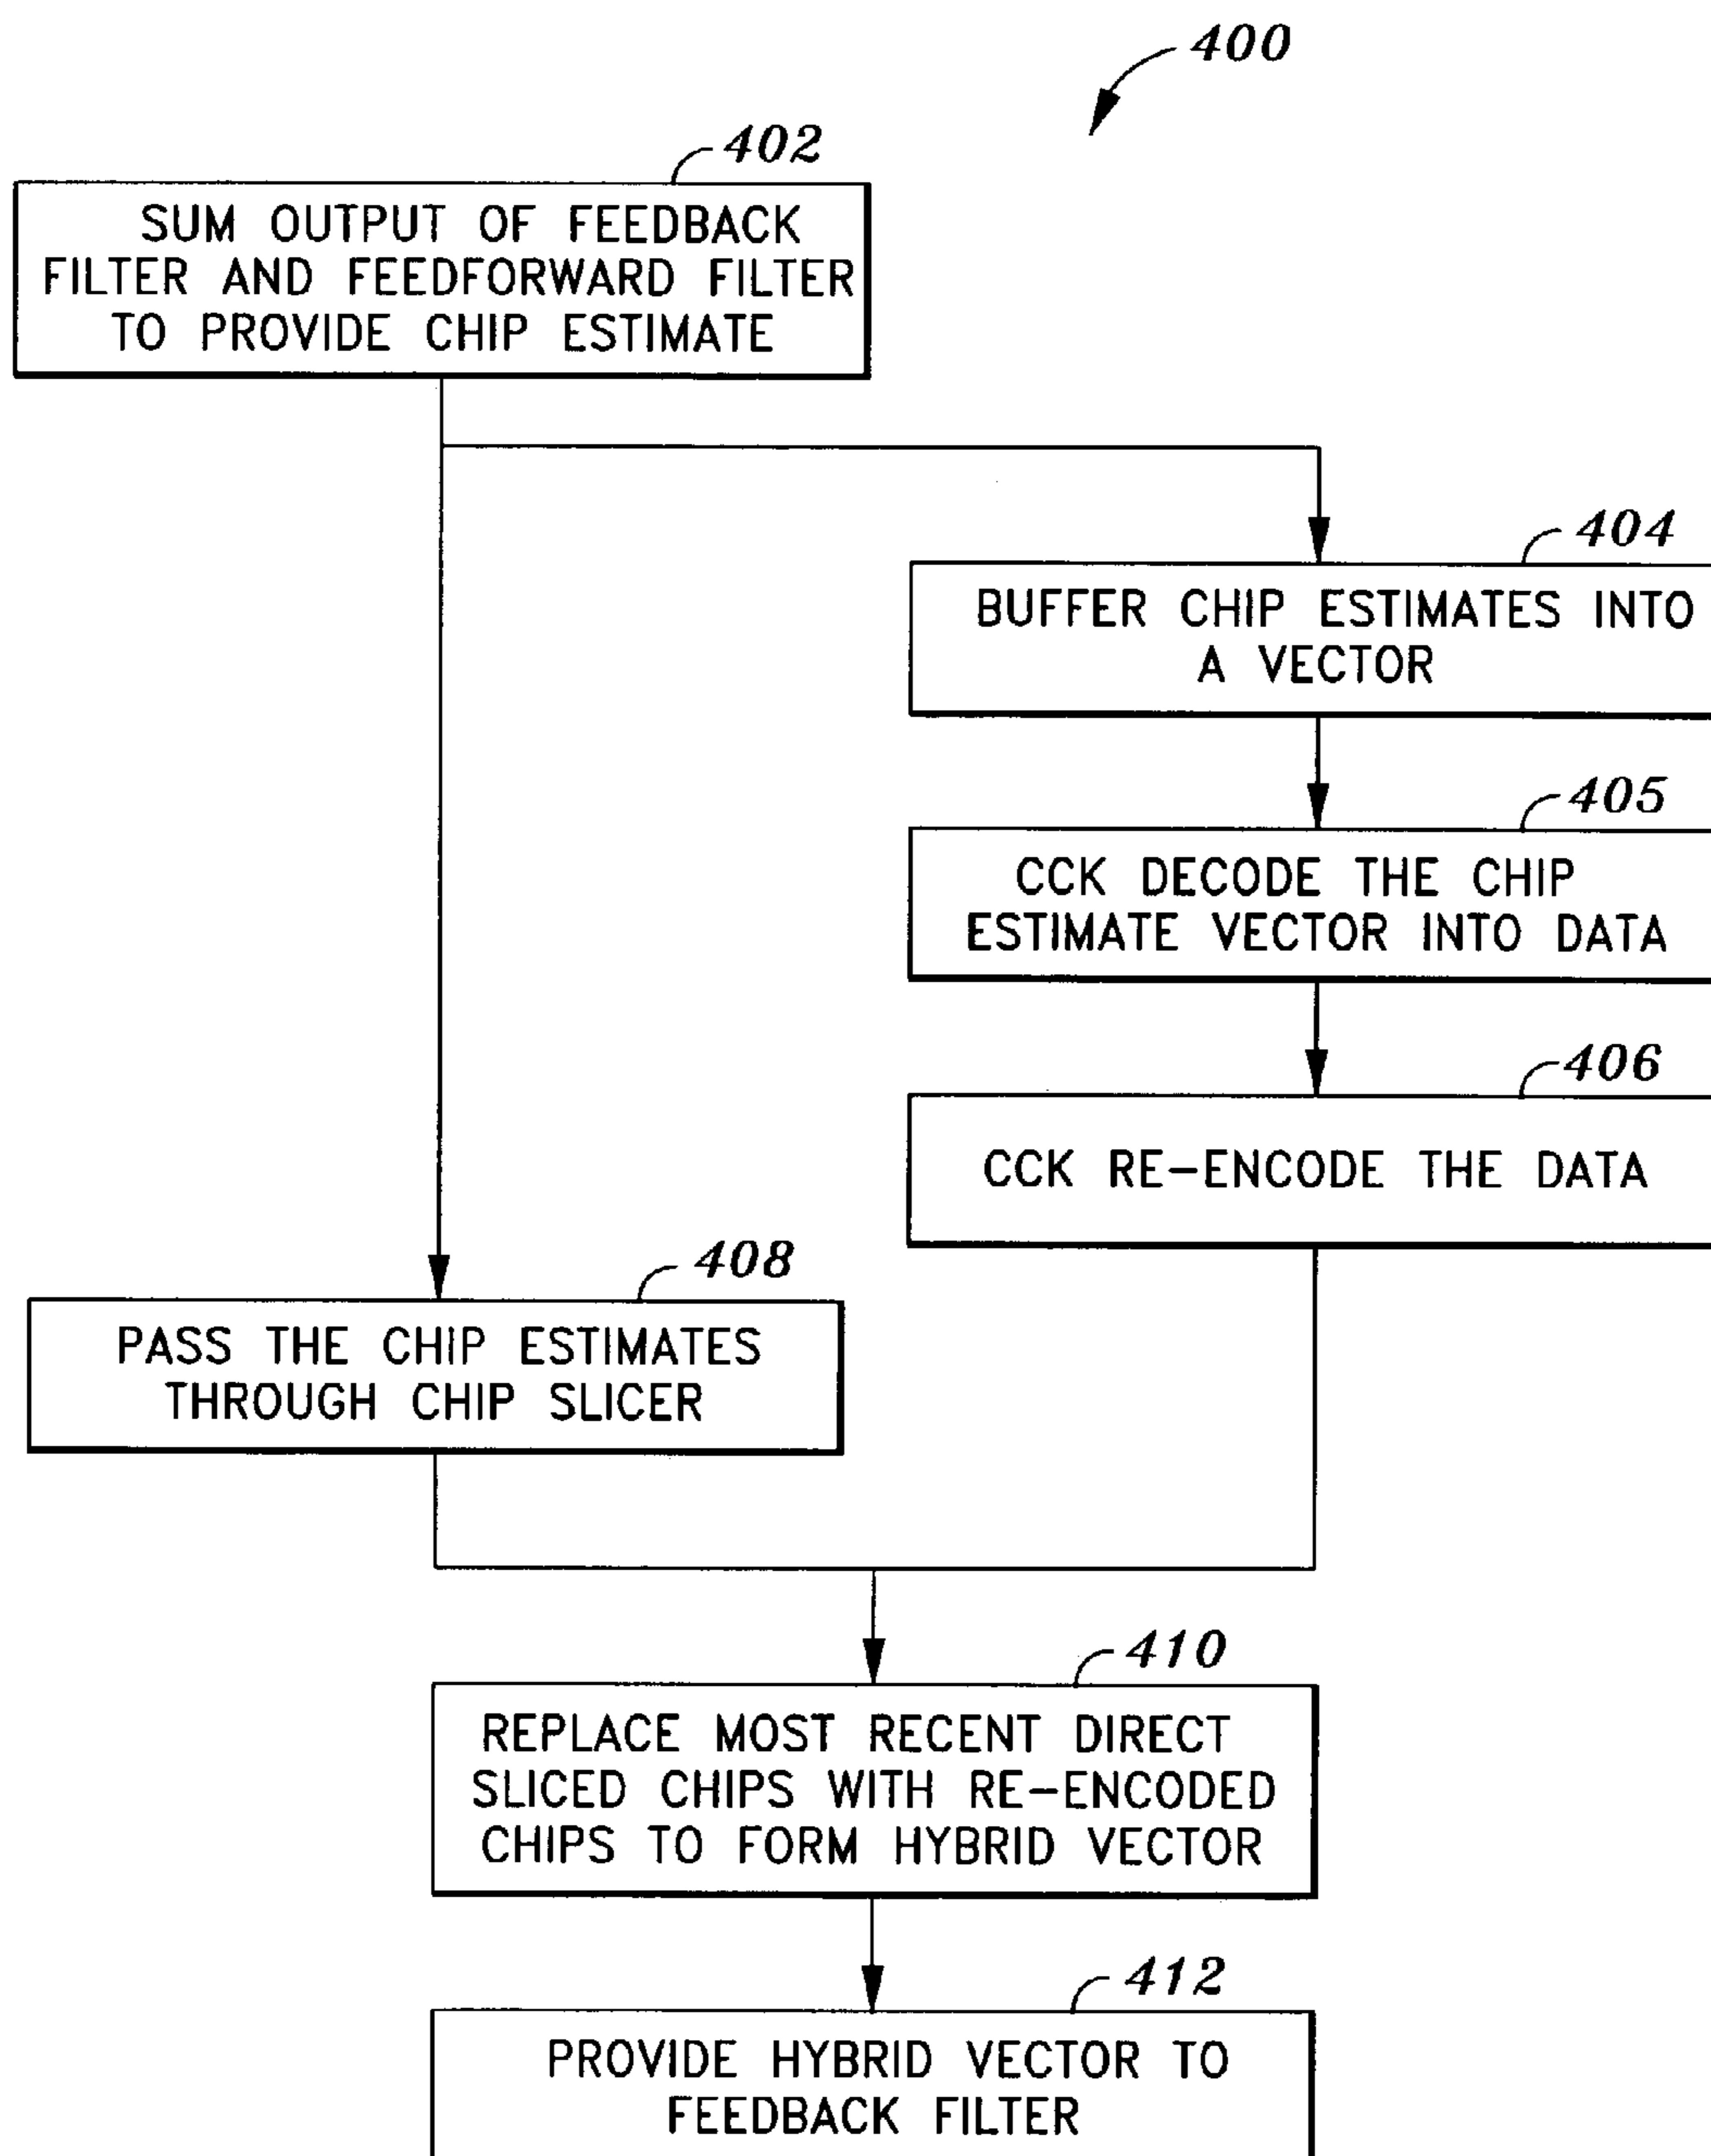 400
402
SUM OUTPUT OF FEEDBACK
FILTER AND FEEDFORWARD FILTER
TO PROVIDE CHIP ESTIMATE
404
BUFFER CHIP ESTIMATES INTO
A VECTOR
405
CCK DECODE THE CHIP
ESTIMATE VECTOR INTO DATA
406
CCK RE-ENCODE THE DATA
408
PASS THE CHIP ESTIMATES
THROUGH CHIP SLICER
410
REPLACE MOST RECENT DIRECT
SLICED CHIPS WITH RE-ENCODED
CHIPS TO FORM HYBRID VECTOR
412
PROVIDE HYBRID VECTOR TO
FEEDBACK FILTER